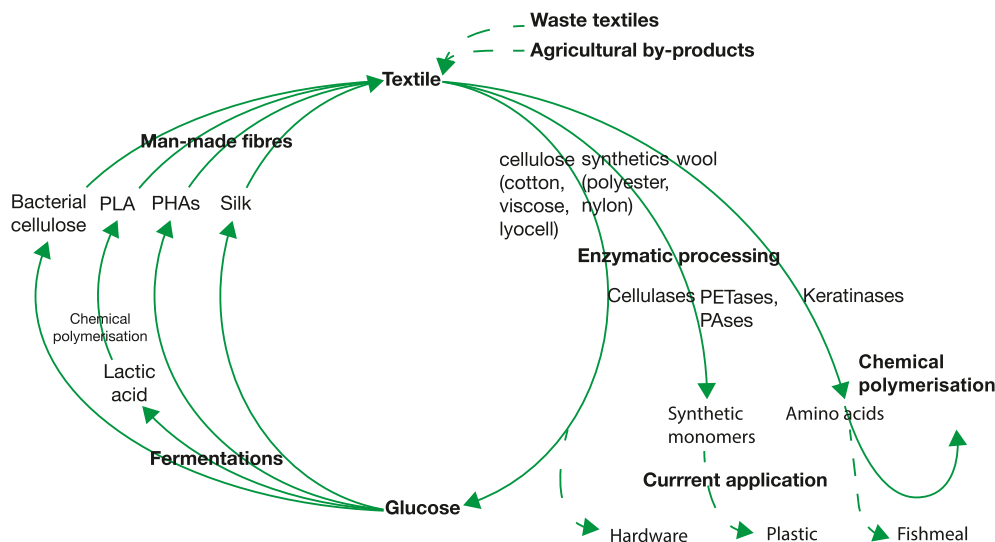 Waste textiles
Agricultural by-products
Textile
Man-made fibres
cellulose synthetics wool
(cotton, (polyester,
viscose, nylon)
lyocell)
Bacterial
cellulose
PLA
PHAs
Silk
Enzymatic processing
Cellulases PETases, Keratinases
PAses
Chemical
polymerisation
Lactic
acid
Chemical
polymerisation
Synthetic
monomers
Amino acids
Fermentations
Currrent application
Glucose
Hardware
Plastic
Fishmeal